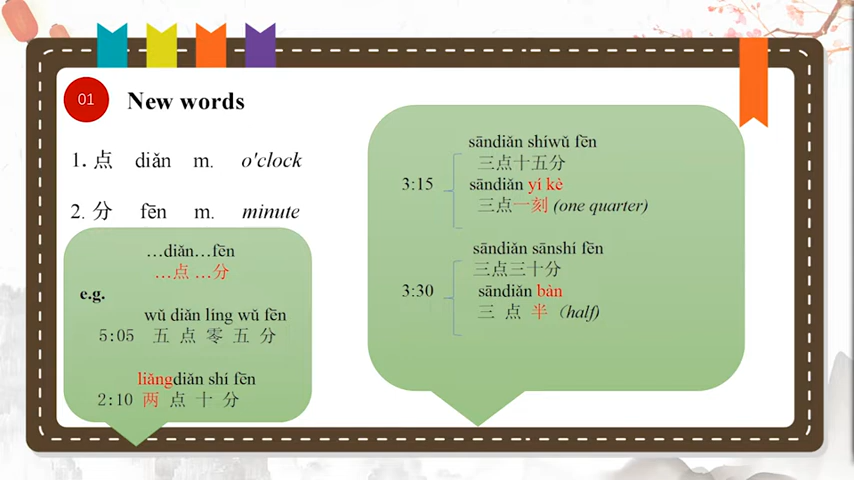 01 New words
1. 点 diǎn m. o'clock
2. 分 fēn m. minute
…diǎn…fēn
…点 …分
e.g.
wǔ diǎn líng wǔ fēn
5:05 五 点 零 五 分
liǎngdiǎn shí fēn
2:10 两 点 十 分
sāndiǎn shíwǔ fēn
三点十五分
3:15
sāndiǎn yí kè
三点一刻 (one quarter)
sāndiǎn sānshí fēn
三点三十分
3:30
sāndiǎn bàn
三 点 半 (half)